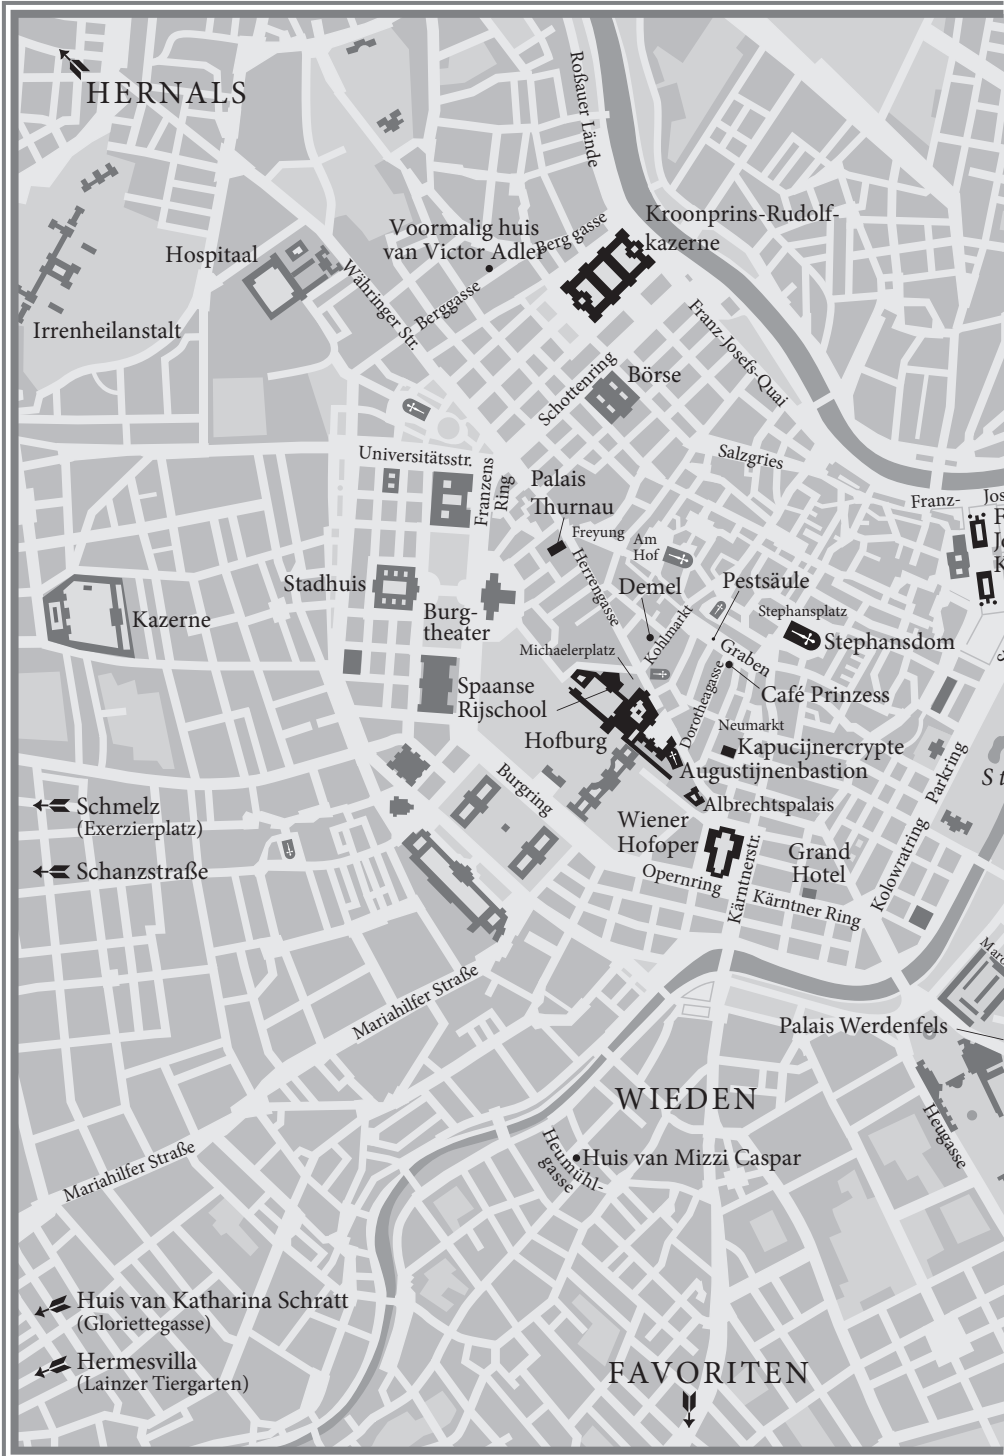 HERNALS
Roßauer Lände
Kroonprins-Rudolf-
kazerne
Voormalig huis
van Victor Adler
Berggasse
Hospitaal
Währinger Str.
Berggasse
Irrenheilanstalt
Franz-Josefs-Quai
Börse
Schottenring
Salzgries
Universitätsstr.
Franzens
Ring
Palais
Thurnau
Franz-
Jos
F
Jo
K
Freyung
Am
Hof
Herrengasse
Stadhuis
Demel
Pestsäule
Stephansplatz
Kazerne
Burg-
theater
Kohlmarkt
Stephansdom
Michaelerplatz
Graben
Spaanse
Rijschool
Dorotheagasse
Café Prinzess
Neumarkt
Hofburg
Kapucijnercrypte
Augustijnenbastion
Parkring
St
Burgring
Schmelz
(Exerzierplatz)
Albrechtspalais
Wiener
Hofoper
Schanzstraße
Grand
Hotel
Kolowratring
Opernring
Kärntnerstr.
Kärntner Ring
Mariahilfer Straße
Maro
Palais Werdenfels
WIEDEN
Heugasse
Heumühl-
gasse
Huis van Mizzi Caspar
Mariahilfer Straße
Huis van Katharina Schratt
(Gloriettegasse)
Hermesvilla
(Lainzer Tiergarten)
FAVORITEN